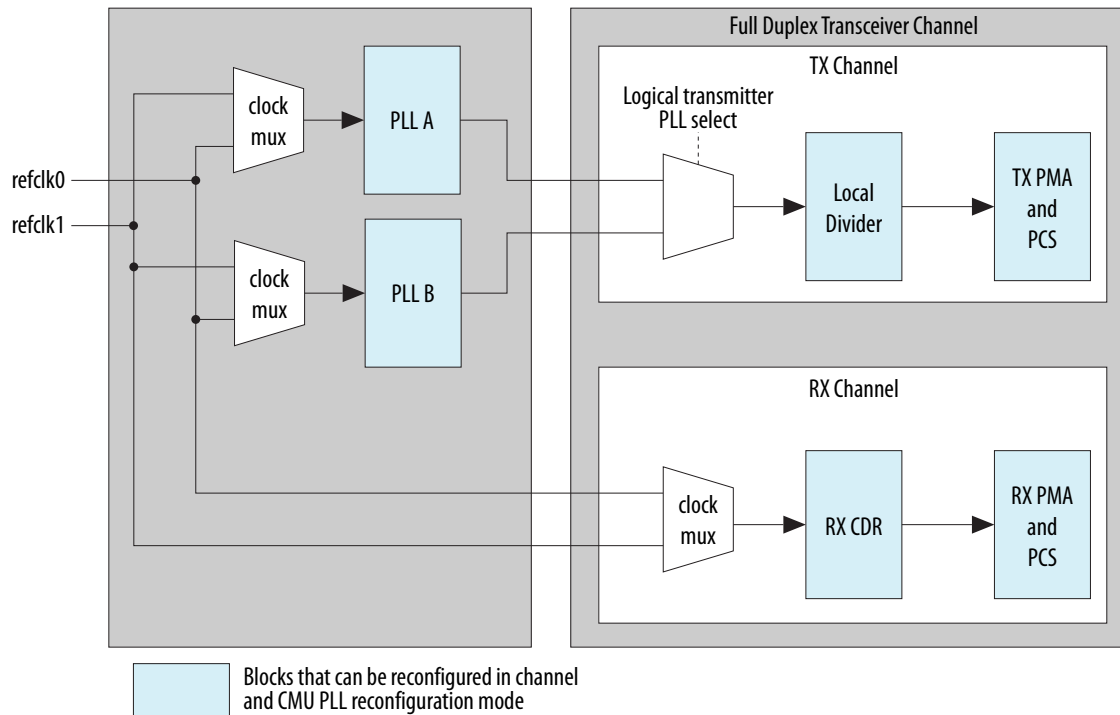 Full Duplex Transceiver Channel
TX Channel
Logical transmitter
PLL select
clock
mux
PLL A
refclk0
refclk1
Local
Divider
TX PMA
and
PCS
clock
mux
PLL B
RX Channel
clock
mux
RX CDR
RX PMA
and
PCS
Blocks that can be reconfigured in channel
and CMU PLL reconfiguration mode